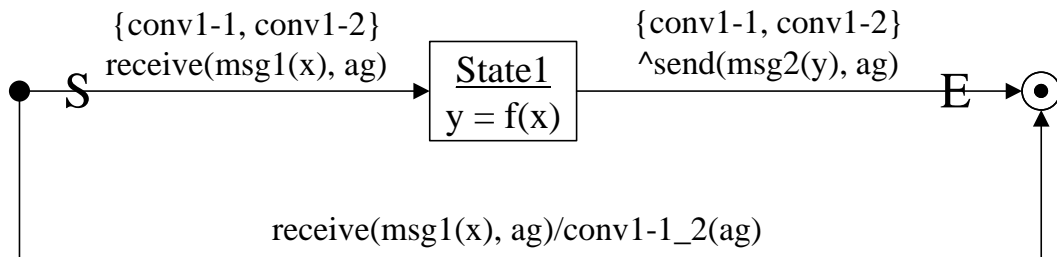 {conv1-1, conv1-2}
receive(msg1(x), ag)
S
State1
y = f(x)
{conv1-1, conv1-2}
^send(msg2(y), ag)
E
receive(msg1(x), ag)/conv1-1_2(ag)